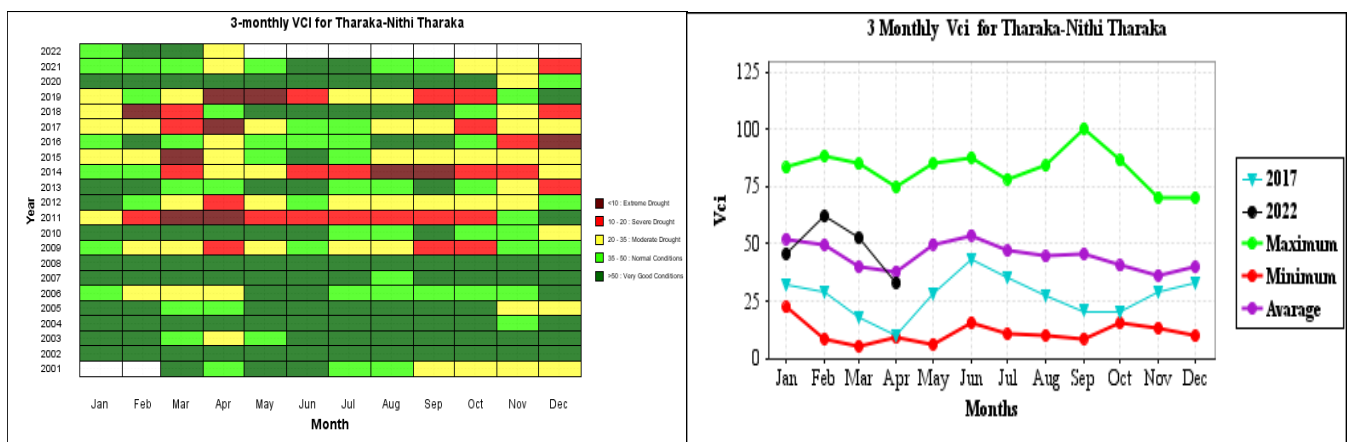 3-monthly VCI for Tharaka-Nithi Tharaka
Year
2022
2021
2020
2019
2018
2017
2016
2015
2014
2013
2012
2011
2010
2009
2008
2007
2006
2005
2004
2003
2002
2001
Jan Feb Mar Apr May Jun Jul Aug Sep Oct Nov Dec
Month
<10 : Extreme Drought
10 - 20 : Severe Drought
20 - 35 : Moderate Drought
35 - 50 : Normal Conditions
>50 : Very Good Conditions
3 Monthly Vci for Tharaka-Nithi Tharaka
Vci
125
100
75
50
25
0
Jan Feb Mar Apr May Jun Jul Aug Sep Oct Nov Dec
Months
2017
2022
Maximum
Minimum
Avarage